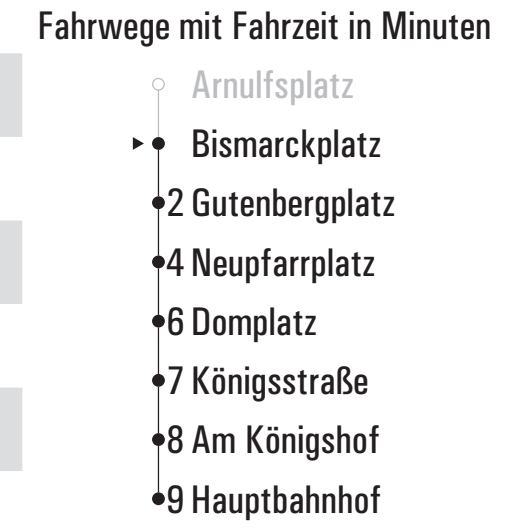 Fahrwege mit Fahrzeit in Minuten
Arnulfsplatz
Bismarckplatz
2 Gutenbergplatz
4 Neupfarrplatz
6 Domplatz
7 Königsstraße
8 Am Königshof
9 Hauptbahnhof